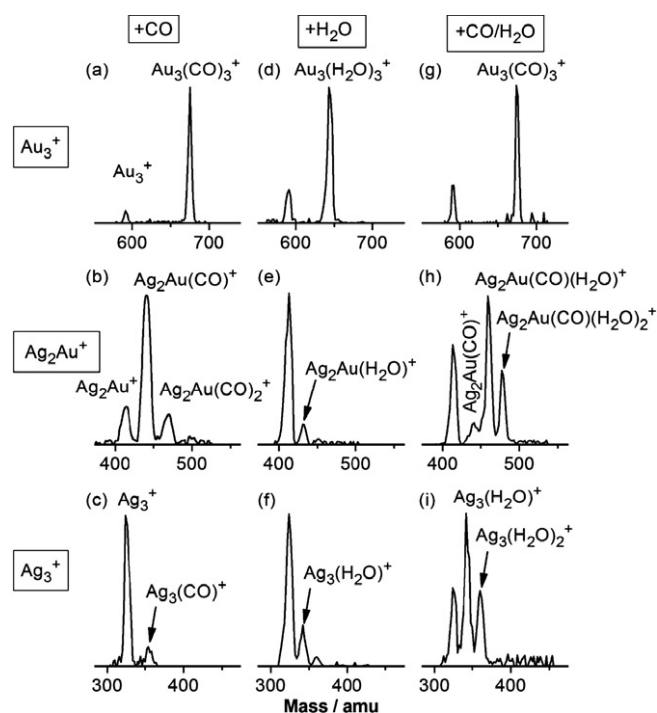 +CO
+H₂O
+CO/H₂O
Au₃⁺
(a) Au₃(CO)₃⁺
Au₃⁺
600 700
(d) Au₃(H₂O)₃⁺
600 700
(g) Au₃(CO)₃⁺
600 700
Ag₂Au⁺
(b) Ag₂Au(CO)⁺
Ag₂Au⁺
Ag₂Au(CO)₂⁺
400 500
(e)
Ag₂Au(H₂O)⁺
400 500
(h) Ag₂Au(CO)(H₂O)⁺
Ag₂Au(CO)(H₂O)₂⁺
Ag₂Au(CO)⁺
400 500
Ag₃⁺
(c) Ag₃⁺
Ag₃(CO)⁺
300 400
(f)
Ag₃(H₂O)⁺
300 400
(i) Ag₃(H₂O)⁺
Ag₃(H₂O)₂⁺
300 400
Mass / amu